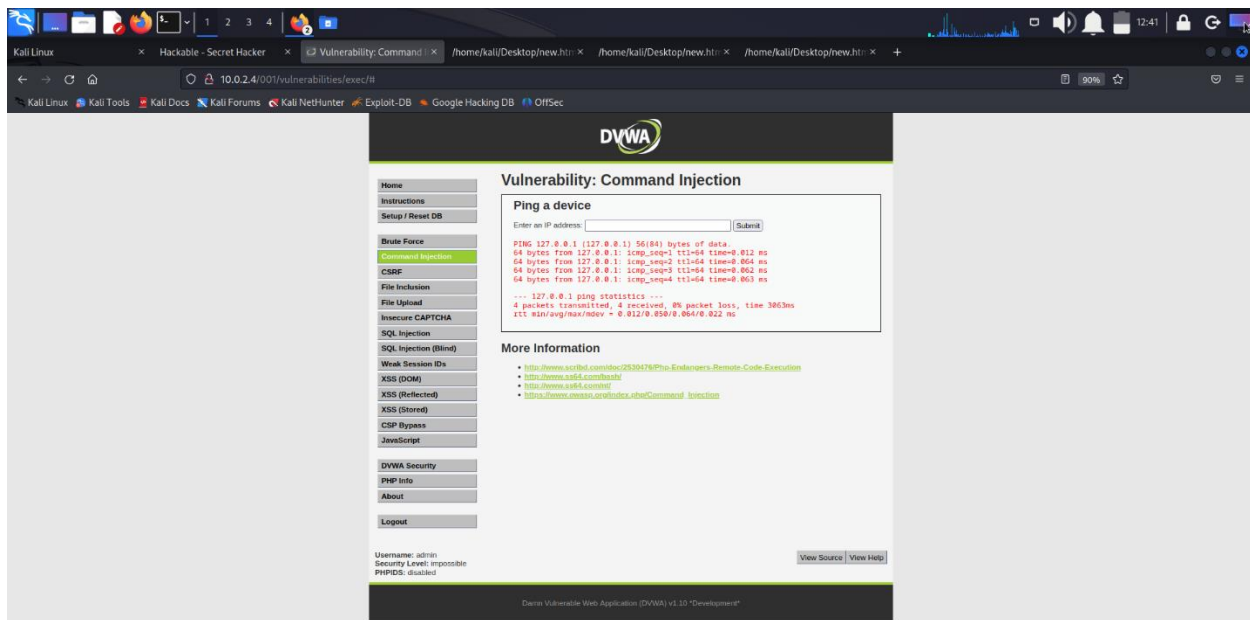 1 2 3 4
12:41
Kali Linux
Hackable - Secret Hacker
Vulnerability: Command I
/home/kali/Desktop/new.htm
/home/kali/Desktop/new.htm
/home/kali/Desktop/new.htm
10.0.2.4/001/vulnerabilities/exec/#
90%
Kali Linux Kali Tools Kali Docs Kali Forums Kali NetHunter Exploit-DB Google Hacking DB OffSec
DVWA
Home
Instructions
Setup / Reset DB
Brute Force
Command Injection
CSRF
File Inclusion
File Upload
Insecure CAPTCHA
SQL Injection
SQL Injection (Blind)
Weak Session IDs
XSS (DOM)
XSS (Reflected)
XSS (Stored)
CSP Bypass
JavaScript
DVWA Security
PHP Info
About
Logout
Vulnerability: Command Injection
Ping a device
Enter an IP address: Submit
PING 127.0.0.1 (127.0.0.1) 56(84) bytes of data.
64 bytes from 127.0.0.1: icmp_seq=1 ttl=64 time=0.012 ms
64 bytes from 127.0.0.1: icmp_seq=2 ttl=64 time=0.064 ms
64 bytes from 127.0.0.1: icmp_seq=3 ttl=64 time=0.062 ms
64 bytes from 127.0.0.1: icmp_seq=4 ttl=64 time=0.063 ms
--- 127.0.0.1 ping statistics ---
4 packets transmitted, 4 received, 0% packet loss, time 3063ms
rtt min/avg/max/mdev = 0.012/0.050/0.064/0.022 ms
More Information
http://www.scribd.com/doc/2530476/Php-Endangers-Remote-Code-Execution
http://www.ss64.com/bash/
http://www.ss64.com/nt/
https://www.owasp.org/index.php/Command_Injection
Username: admin
Security Level: impossible
PHPIDS: disabled
View Source View Help
Damn Vulnerable Web Application (DVWA) v1.10 *Development*